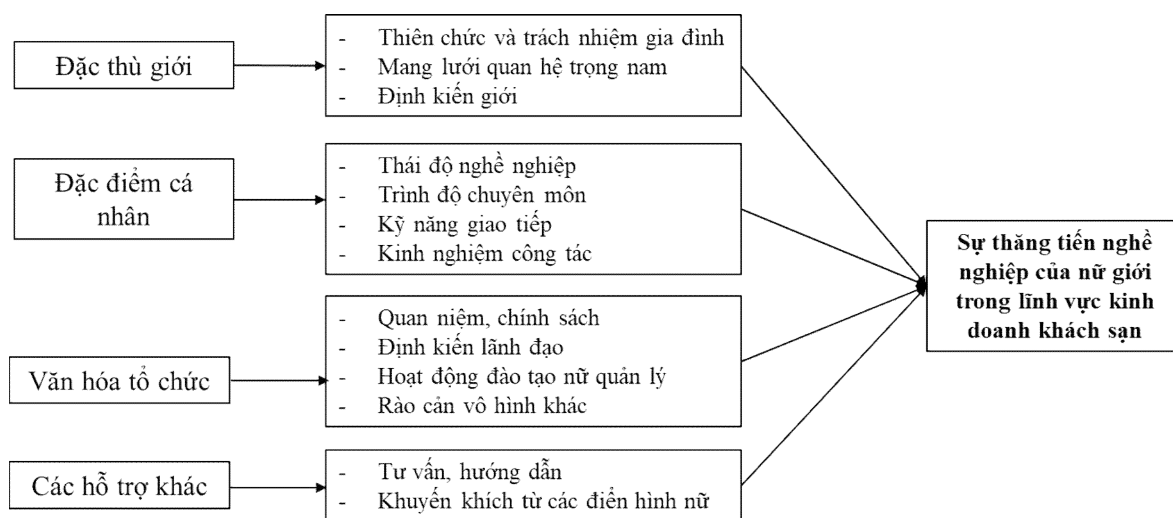 Đặc thù giới
- Thiên chức và trách nhiệm gia đình
- Mang lưới quan hệ trọng nam
- Định kiến giới
Đặc điểm cá
nhân
- Thái độ nghề nghiệp
- Trình độ chuyên môn
- Kỹ năng giao tiếp
- Kinh nghiệm công tác
Văn hóa tổ chức
- Quan niệm, chính sách
- Định kiến lãnh đạo
- Hoạt động đào tạo nữ quản lý
- Rào cản vô hình khác
Các hỗ trợ khác
- Tư vấn, hướng dẫn
- Khuyến khích từ các điển hình nữ
Sự thăng tiến nghề
nghiệp của nữ giới
trong lĩnh vực kinh
doanh khách sạn